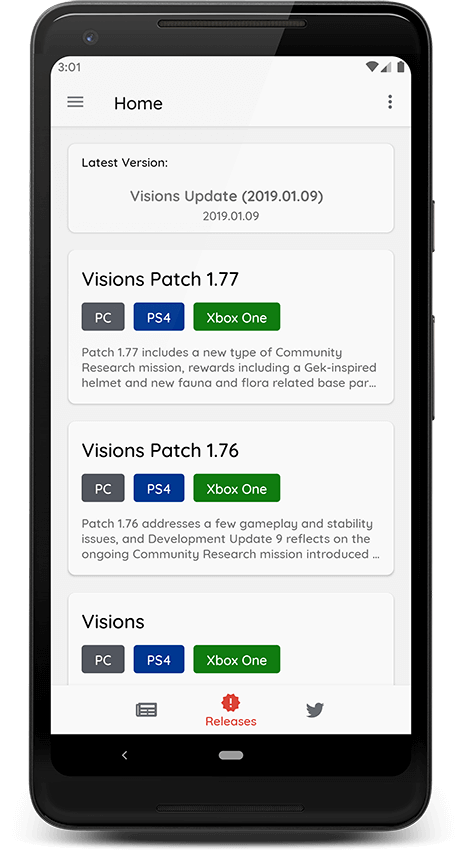 3:01
Home
Latest Version:
Visions Update (2019.01.09)
2019.01.09
Visions Patch 1.77
PC PS4 Xbox One
Patch 1.77 includes a new type of Community
Research mission, rewards including a Gek-inspired
helmet and new fauna and flora related base par...
Visions Patch 1.76
PC PS4 Xbox One
Patch 1.76 addresses a few gameplay and stability
issues, and Development Update 9 reflects on the
ongoing Community Research mission introduced ...
Visions
PC PS4 Xbox One
Releases